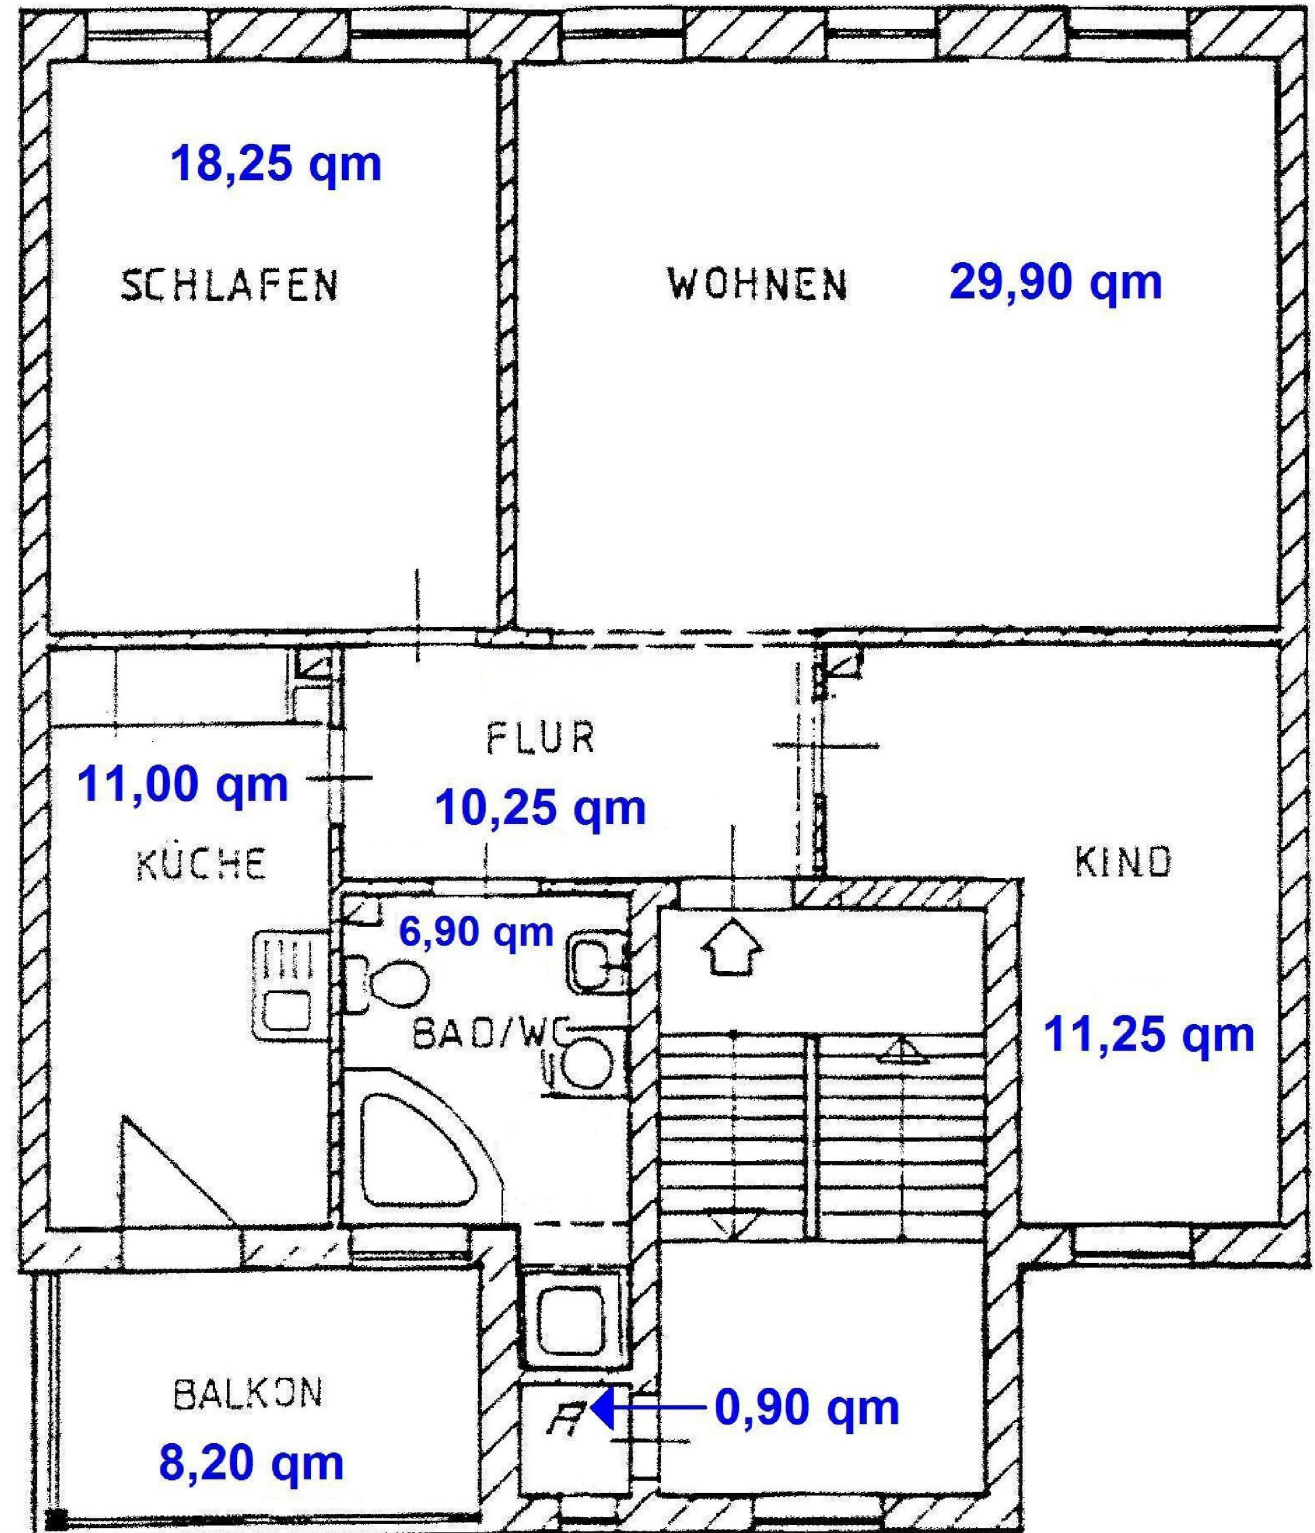 18,25 qm
SCHLAFEN
WOHNEN
29,90 qm
FLUR
10,25 qm
11,00 qm
KÜCHE
KIND
6,90 qm
BAD/WC
11,25 qm
BALKON
8,20 qm
AR
0,90 qm